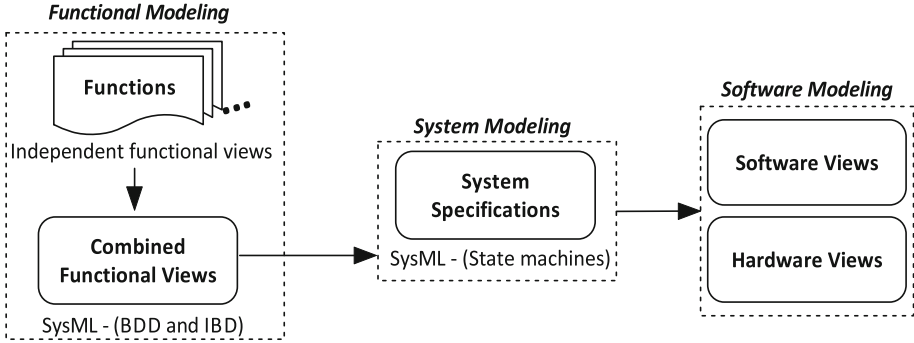 Functional Modeling
Functions
Independent functional views
Combined
Functional Views
SysML - (BDD and IBD)
System Modeling
System
Specifications
SysML - (State machines)
Software Modeling
Software Views
Hardware Views